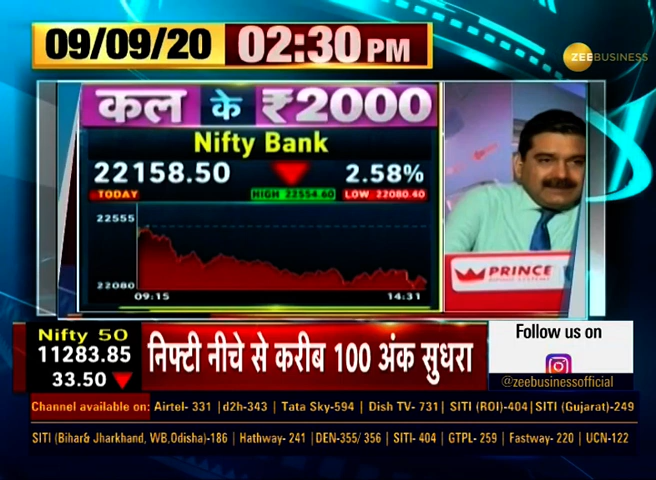 09/09/20 02:30 PM
ZEEBUSINESS
कल के ₹2000
Nifty Bank
22158.50 2.58%
TODAY HIGH 22554.60 LOW 22080.40
22555
22080
09:15 14:31
PRINCE
Nifty 50
11283.85
33.50
निफ्टी नीचे से करीब 100 अंक सुधरा
Follow us on
@zeebusinessofficial
Channel available on: Airtel- 331 |d2h-343 | Tata Sky-594 | Dish TV- 731| SITI (ROI)-404|SITI (Gujarat)-249
SITI (Bihar& Jharkhand, WB,Odisha)-186 | Hathway- 241 |DEN-355/ 356 | SITI- 404 | GTPL- 259 | Fastway- 220 | UCN-122